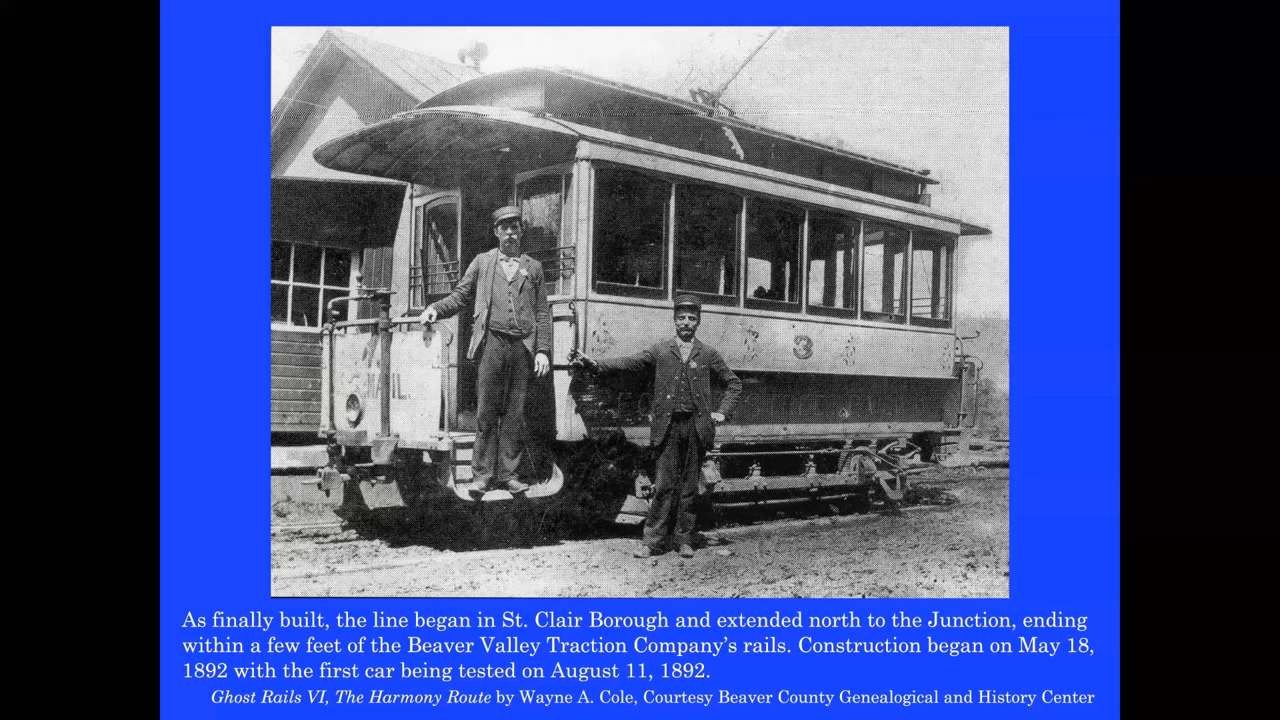 3
As finally built, the line began in St. Clair Borough and extended north to the Junction, ending
within a few feet of the Beaver Valley Traction Company's rails. Construction began on May 18,
1892 with the first car being tested on August 11, 1892.
Ghost Rails VI, The Harmony Route by Wayne A. Cole, Courtesy Beaver County Genealogical and History Center